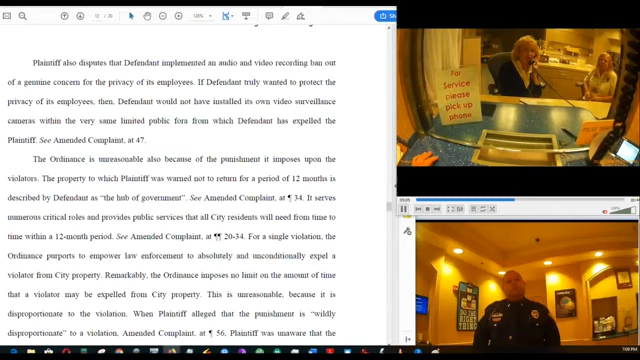 12 / 20
128%
Share
Plaintiff also disputes that Defendant implemented an audio and video recording ban out
of a genuine concern for the privacy of its employees. If Defendant truly wanted to protect the
privacy of its employees, then, Defendant would not have installed its own video surveillance
cameras within the very same limited public fora from which Defendant has expelled the
Plaintiff. See Amended Complaint, at 47.
The Ordinance is unreasonable also because of the punishment it imposes upon the
violators. The property to which Plaintiff was warned not to return for a period of 12 months is
described by Defendant as “the hub of government”. See Amended Complaint, at ¶ 34. It serves
numerous critical roles and provides public services that all City residents will need from time to
time within a 12-month period. See Amended Complaint, at ¶¶ 20-34. For a single violation, the
Ordinance purports to empower law enforcement to absolutely and unconditionally expel a
violator from City property. Remarkably, the Ordinance imposes no limit on the amount of time
that a violator may be expelled from City property. This is unreasonable, because it is
disproportionate to the violation. When Plaintiff alleged that the punishment is “wildly
disproportionate” to a violation, Amended Complaint, at ¶ 56. Plaintiff was unaware that the
For
Service
please
pick up
phone
05:05
DO THE
RIGHT
THING
7:09 PM